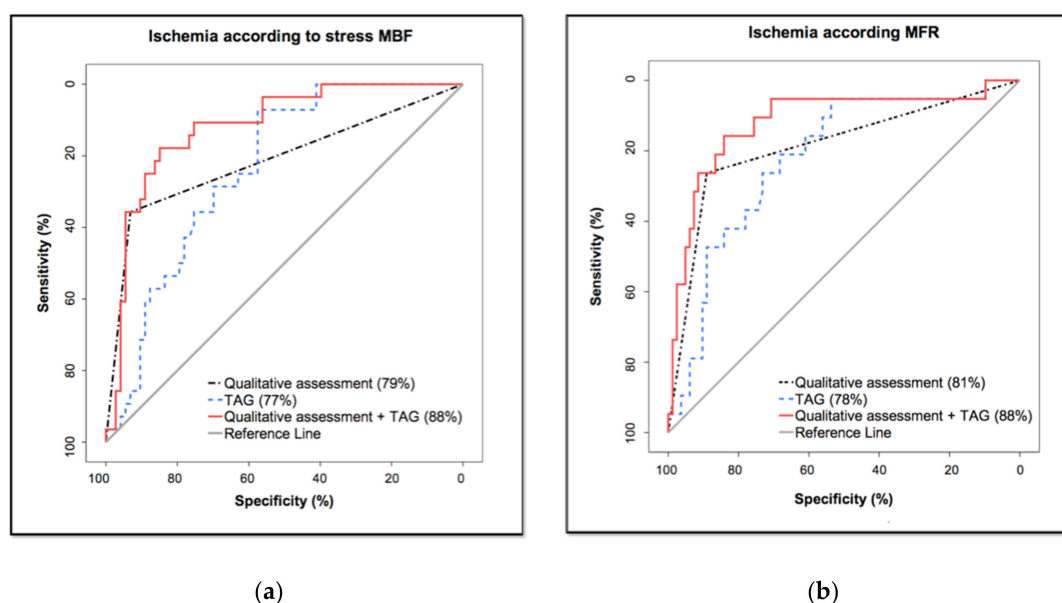 Ischemia according to stress MBF
Sensitivity (%)
0
20
40
60
80
100
Qualitative assessment (79%)
TAG (77%)
Qualitative assessment + TAG (88%)
Reference Line
100 80 60 40 20 0
Specificity (%)
(a)
Ischemia according MFR
Sensitivity (%)
0
20
40
60
80
100
Qualitative assessment (81%)
TAG (78%)
Qualitative assessment + TAG (88%)
Reference Line
100 80 60 40 20 0
Specificity (%)
(b)